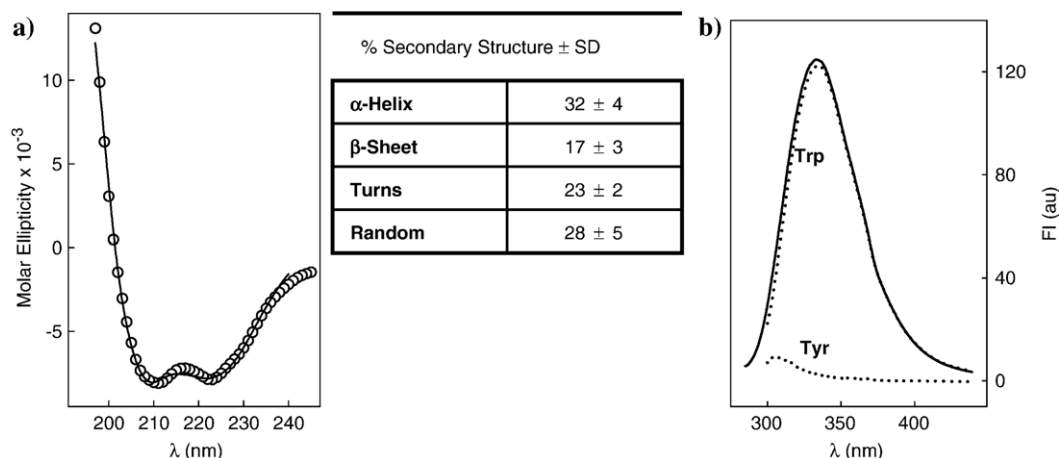 a)
Molar Ellipticity x 10⁻³
10
5
0
-5
200 210 220 230 240
λ (nm)
% Secondary Structure ± SD
α-Helix 32 ± 4
β-Sheet 17 ± 3
Turns 23 ± 2
Random 28 ± 5
b)
Trp
Tyr
120
80
40
0
FI (au)
300 350 400
λ (nm)